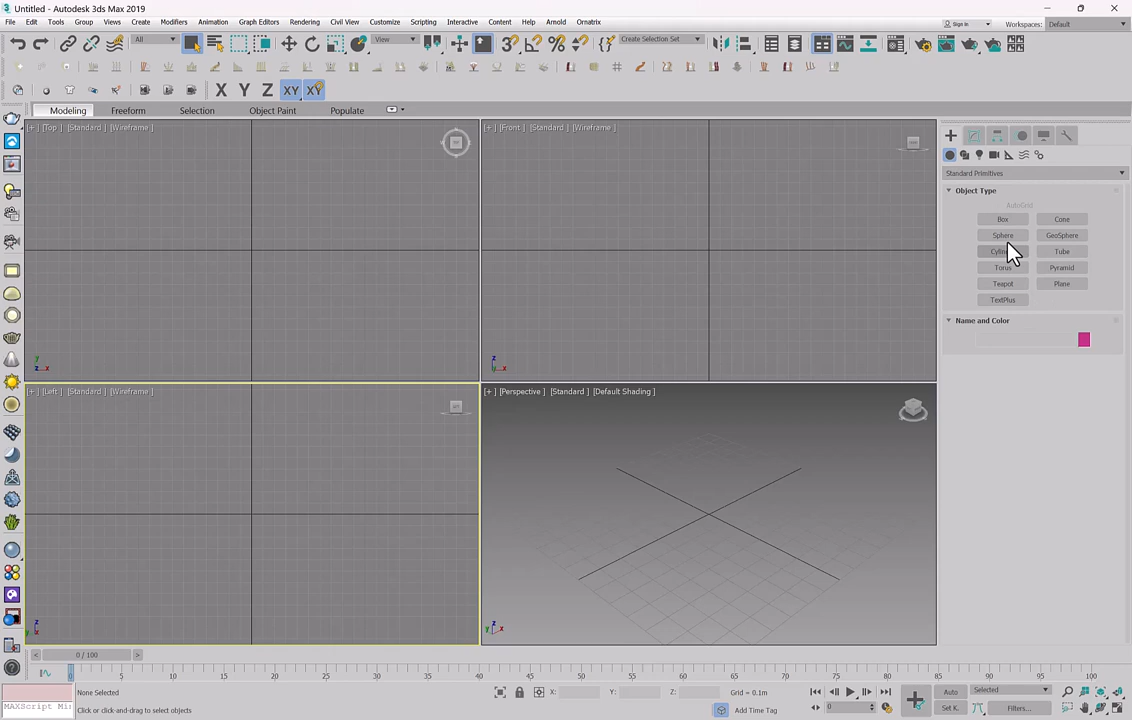 Untitled - Autodesk 3ds Max 2019
File Edit Tools Group Views Create Modifiers Animation Graph Editors Rendering Civil View Customize Scripting Interactive Content Help Arnold Ornatrix
Sign In Workspaces: Default
All View Create Selection Set
X Y Z XY XY
Modeling Freeform Selection Object Paint Populate
[+] [Top] [Standard] [Wireframe]
[+] [Front] [Standard] [Wireframe]
Standard Primitives
Object Type
AutoGrid
Box Cone
Sphere GeoSphere
Tube
Torus Pyramid
Teapot Plane
TextPlus
Name and Color
[+] [Left] [Standard] [Wireframe]
[+] [Perspective] [Standard] [Default Shading]
< 0 / 100 >
0 5 10 15 20 25 30 35 40 45 50 55 60 65 70 75 80 85 90 95 100
None Selected
X: Y: Z: Grid = 0.1m
Auto Selected
MAXScript Mi
Click or click-and-drag to select objects
Add Time Tag
0
Set K. Filters...